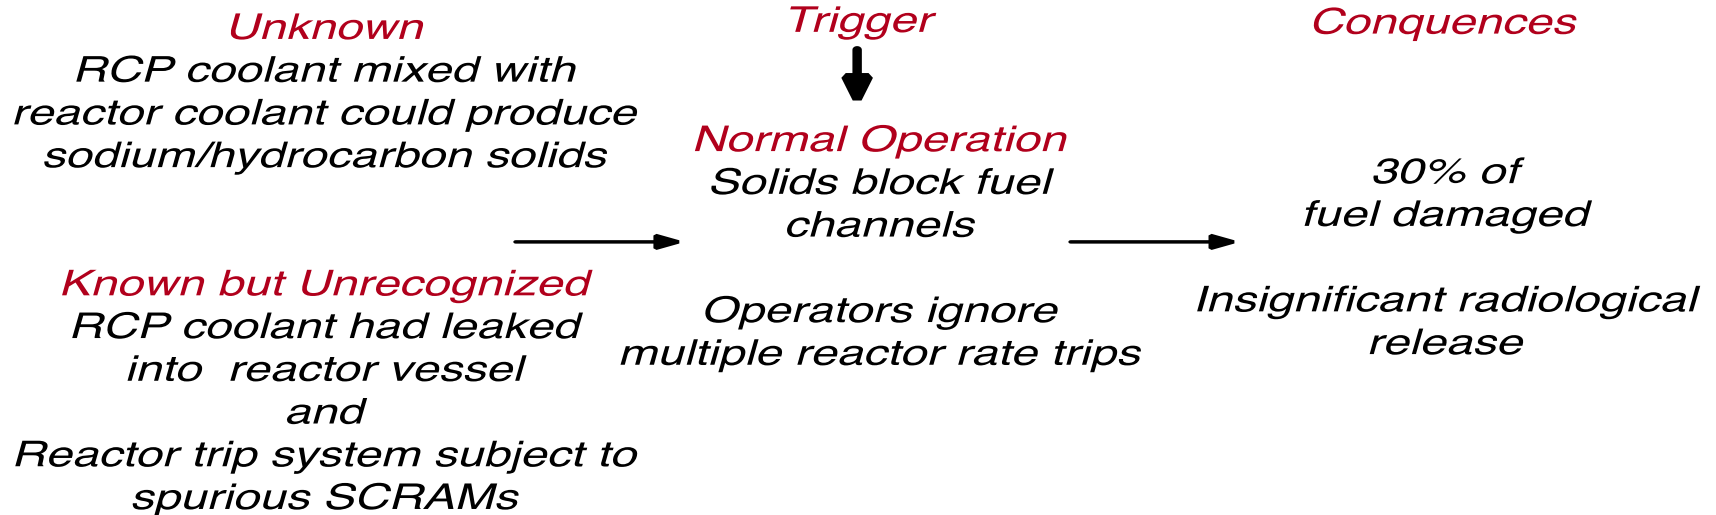 Unknown
RCP coolant mixed with
reactor coolant could produce
sodium/hydrocarbon solids
Known but Unrecognized
RCP coolant had leaked
into reactor vessel
and
Reactor trip system subject to
spurious SCRAMs
Trigger
Normal Operation
Solids block fuel
channels
Operators ignore
multiple reactor rate trips
Conquences
30% of
fuel damaged
Insignificant radiological
release